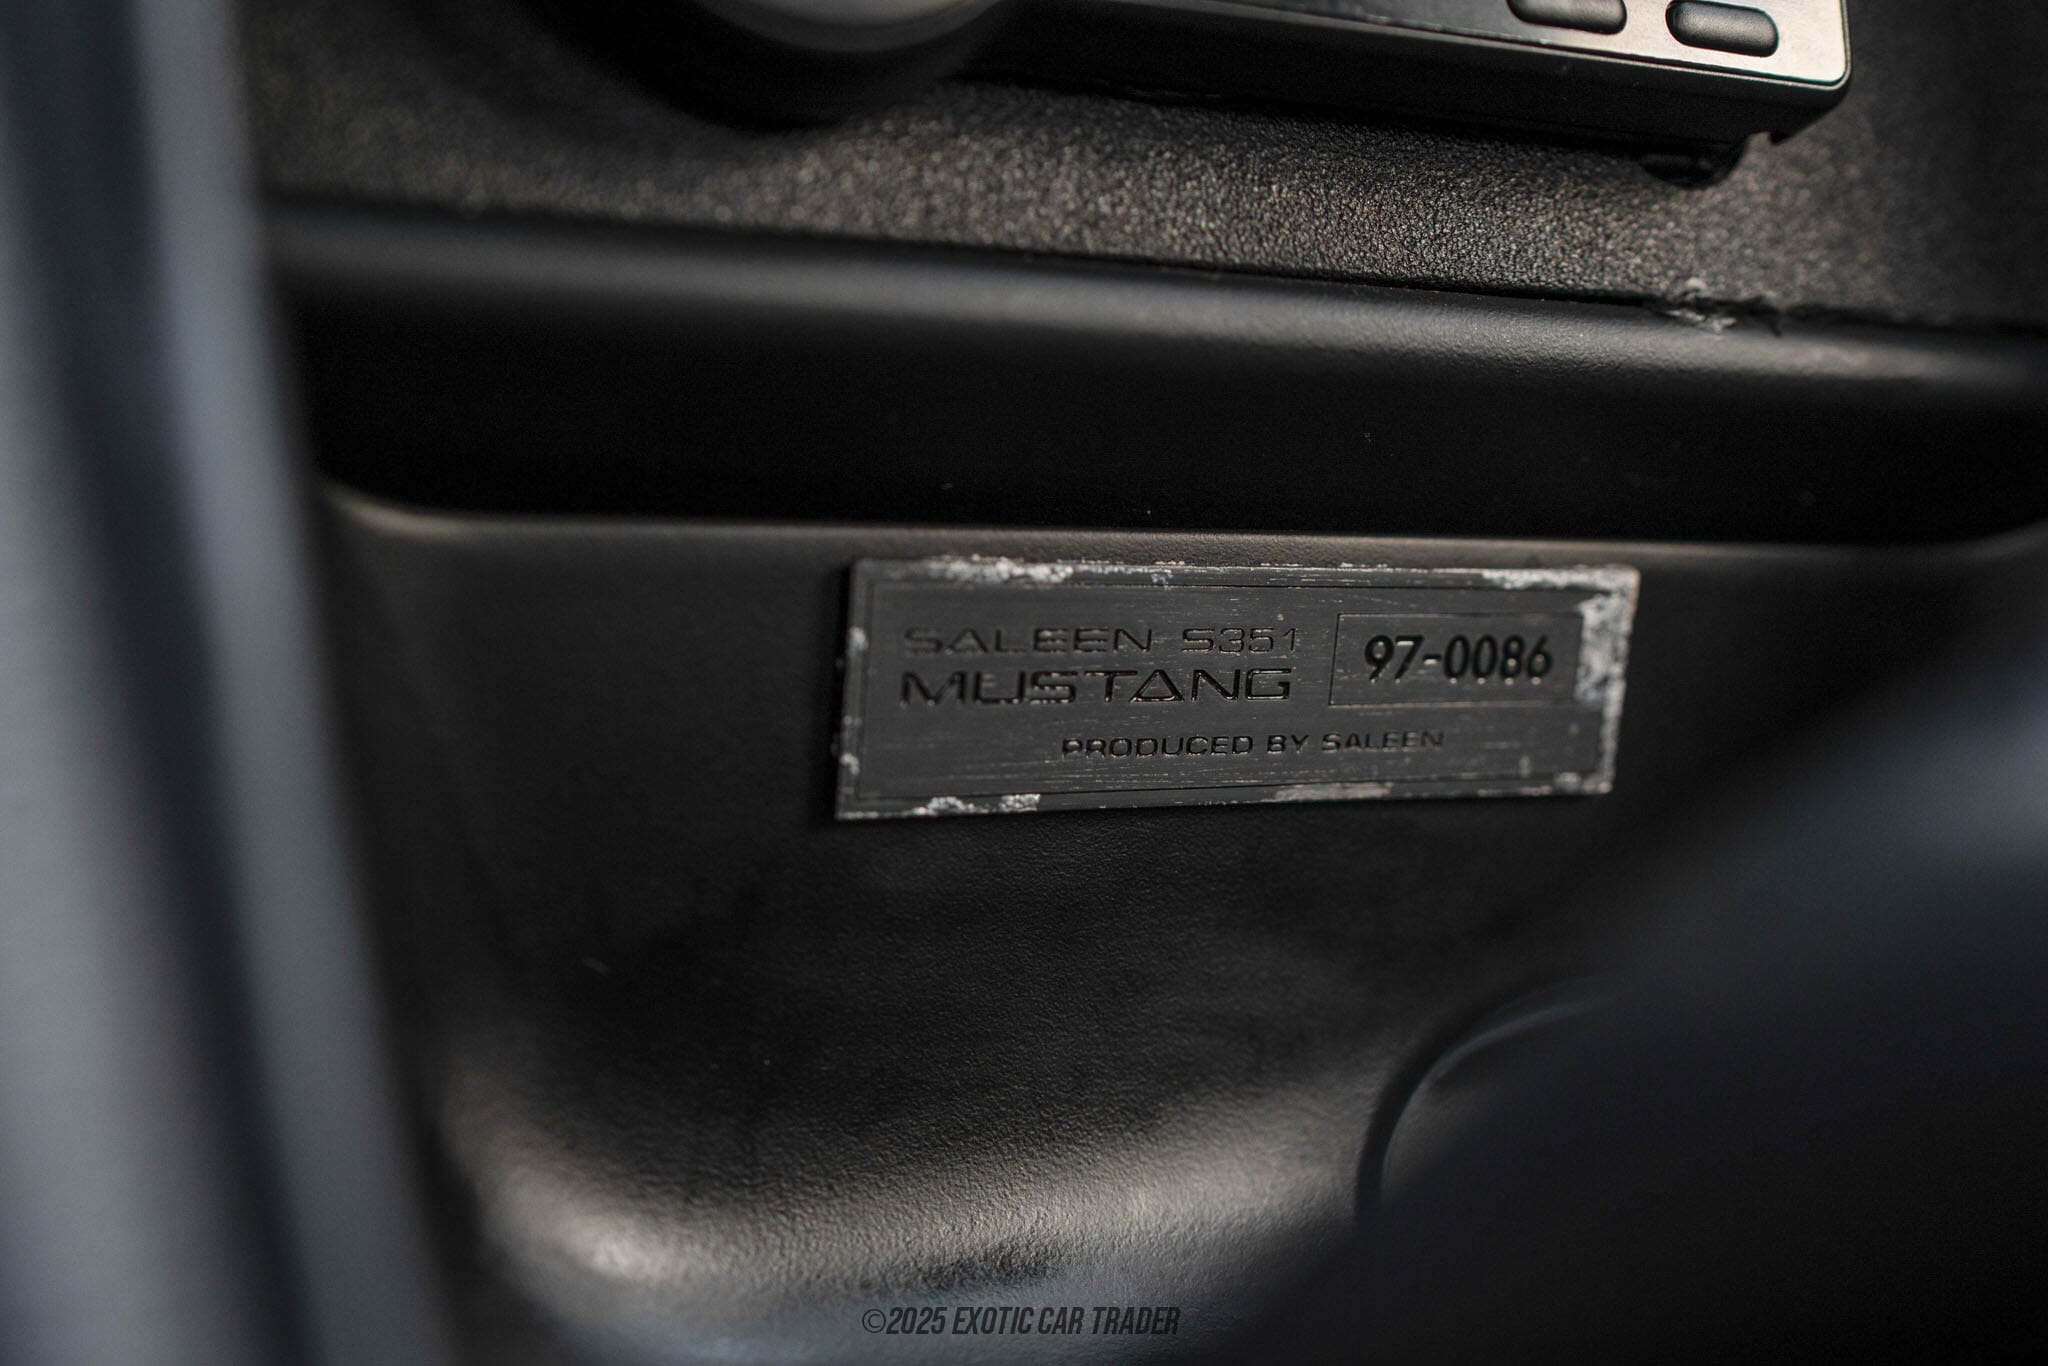 SALEEN S351
MUSTANG
97-0086
PRODUCED BY SALEEN
©2025 EXOTIC CAR TRADER